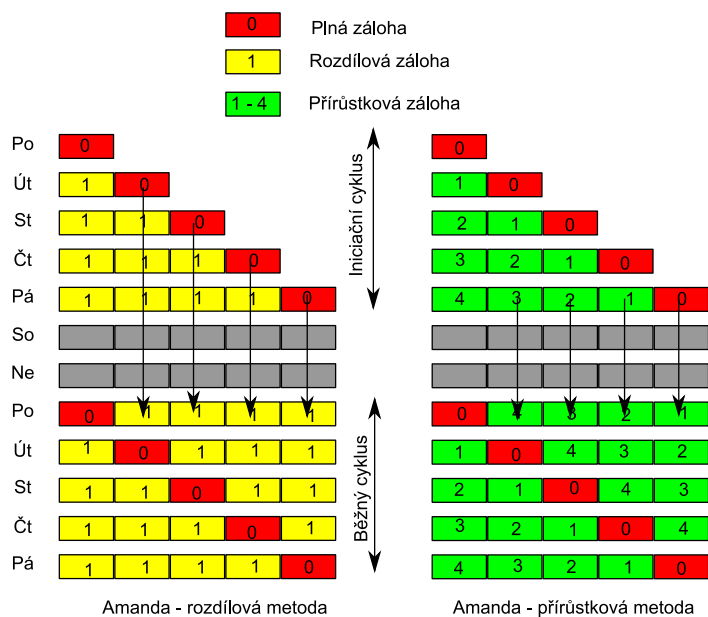 0 Plná záloha
1 Rozdílová záloha
1 - 4 Přírůstková záloha
Po 0 0
Út 1 0 1 0
St 1 1 0 2 1 0
Čt 1 1 1 0 3 2 1 0
Pá 1 1 1 1 0 4 3 2 1 0
So
Ne
Po 0 1 1 1 1 0 4 3 2 1
Út 1 0 1 1 1 1 0 4 3 2
St 1 1 0 1 1 2 1 0 4 3
Čt 1 1 1 0 1 3 2 1 0 4
Pá 1 1 1 1 0 4 3 2 1 0
Iniciační cyklus
Běžný cyklus
Amanda - rozdílová metoda
Amanda - přírůstková metoda